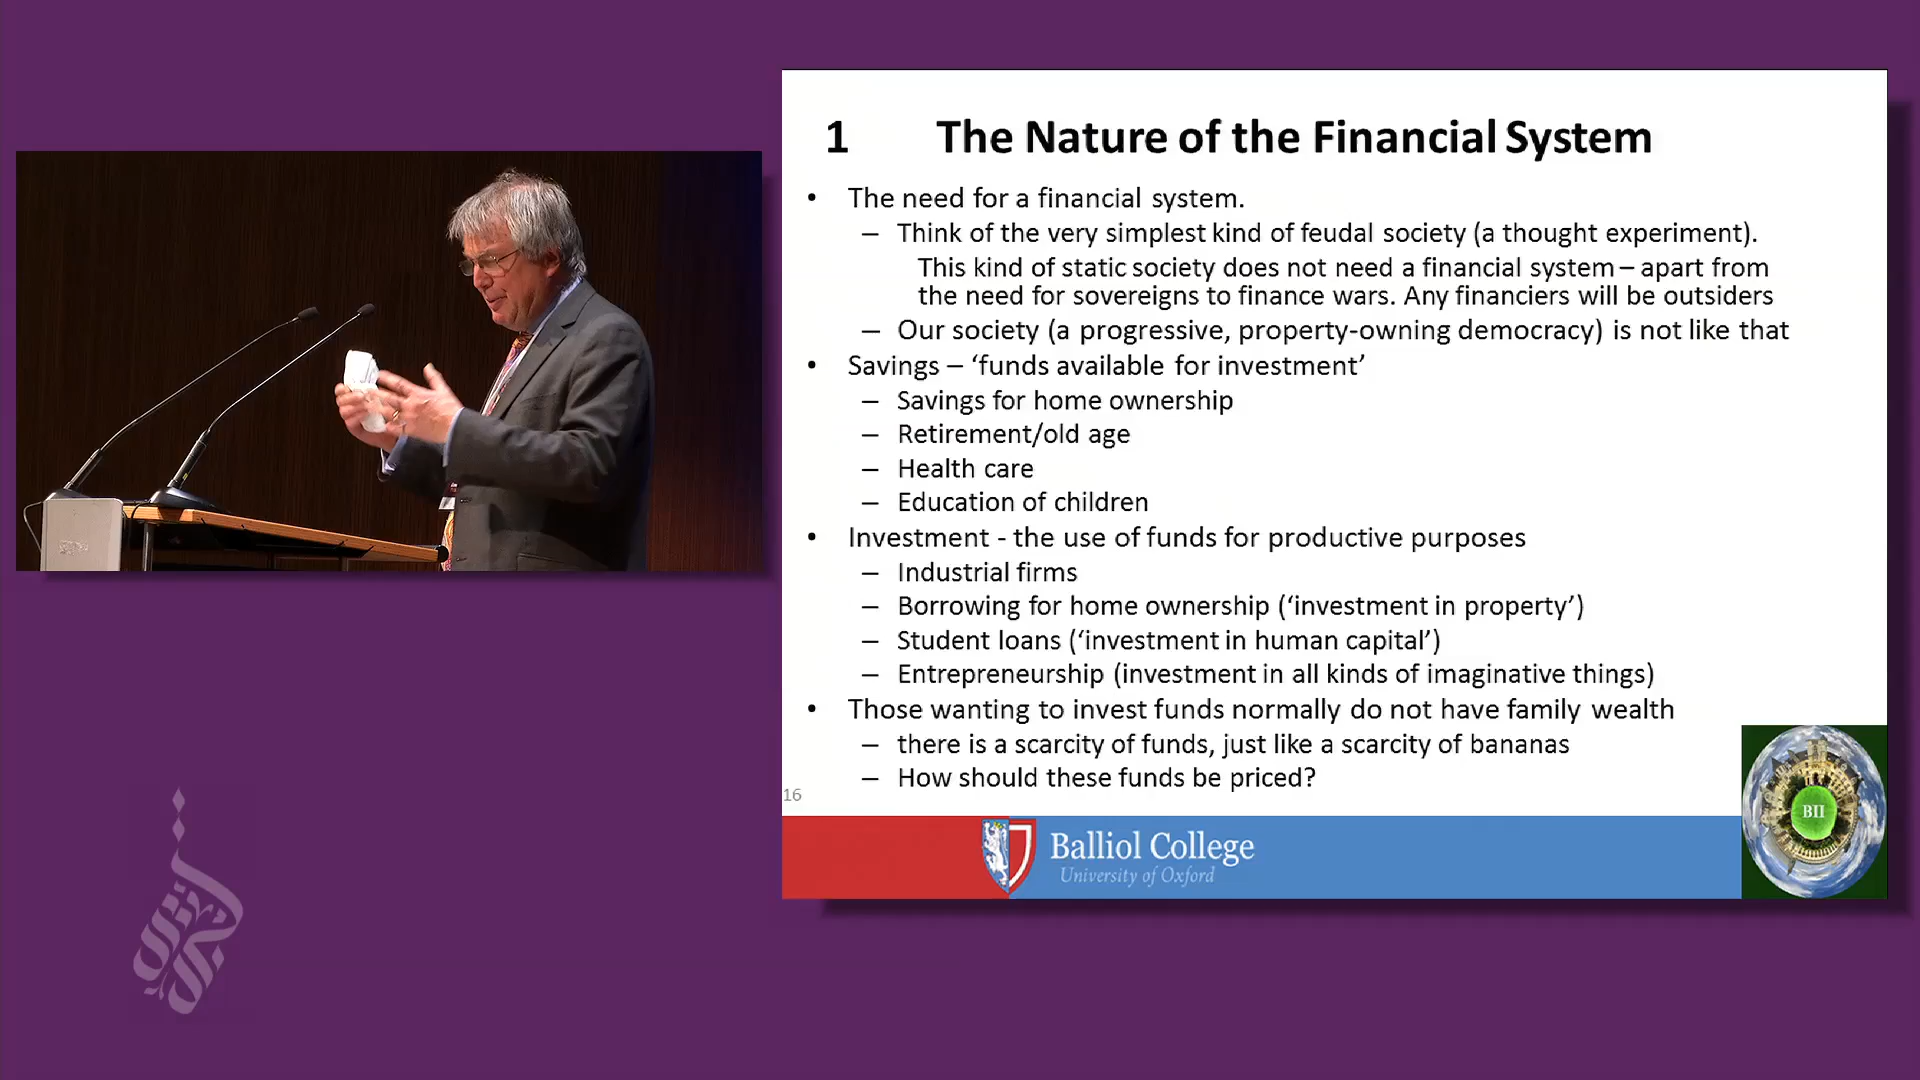 1 The Nature of the Financial System
• The need for a financial system.
– Think of the very simplest kind of feudal society (a thought experiment).
This kind of static society does not need a financial system – apart from
the need for sovereigns to finance wars. Any financiers will be outsiders
– Our society (a progressive, property-owning democracy) is not like that
• Savings – ‘funds available for investment’
– Savings for home ownership
– Retirement/old age
– Health care
– Education of children
• Investment - the use of funds for productive purposes
– Industrial firms
– Borrowing for home ownership (‘investment in property’)
– Student loans (‘investment in human capital’)
– Entrepreneurship (investment in all kinds of imaginative things)
• Those wanting to invest funds normally do not have family wealth
– there is a scarcity of funds, just like a scarcity of bananas
– How should these funds be priced?
16
Balliol College
University of Oxford
BII